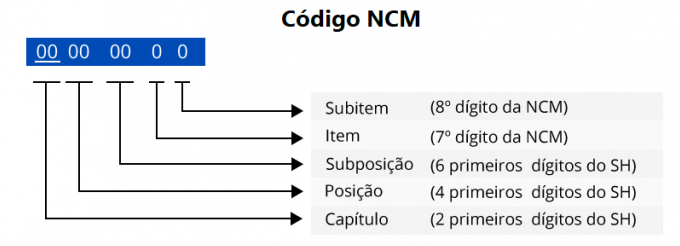 Código NCM
00 00 00 0 0
Subitem (8º dígito da NCM)
Item (7º dígito da NCM)
Subposição (6 primeiros dígitos do SH)
Posição (4 primeiros dígitos do SH)
Capítulo (2 primeiros dígitos do SH)